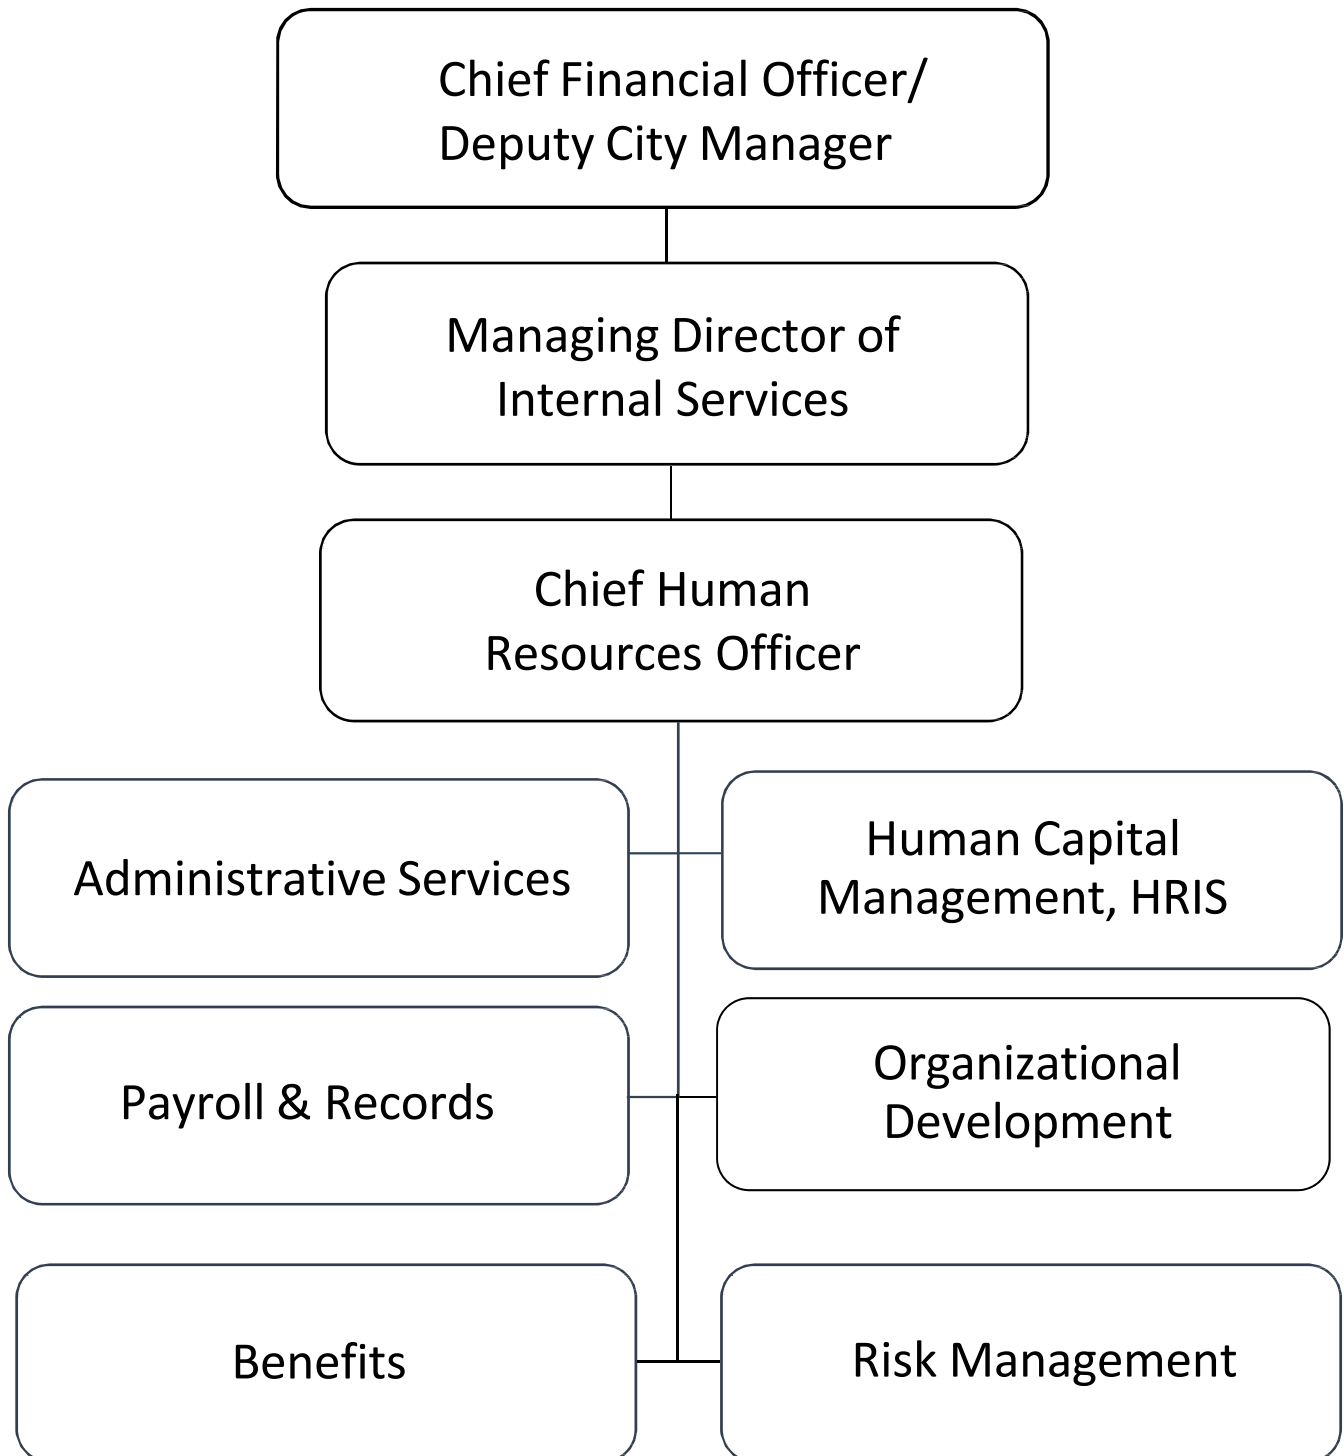 Chief Financial Officer/
Deputy City Manager
Managing Director of
Internal Services
Chief Human
Resources Officer
Administrative Services
Human Capital
Management, HRIS
Payroll & Records
Organizational
Development
Benefits
Risk Management